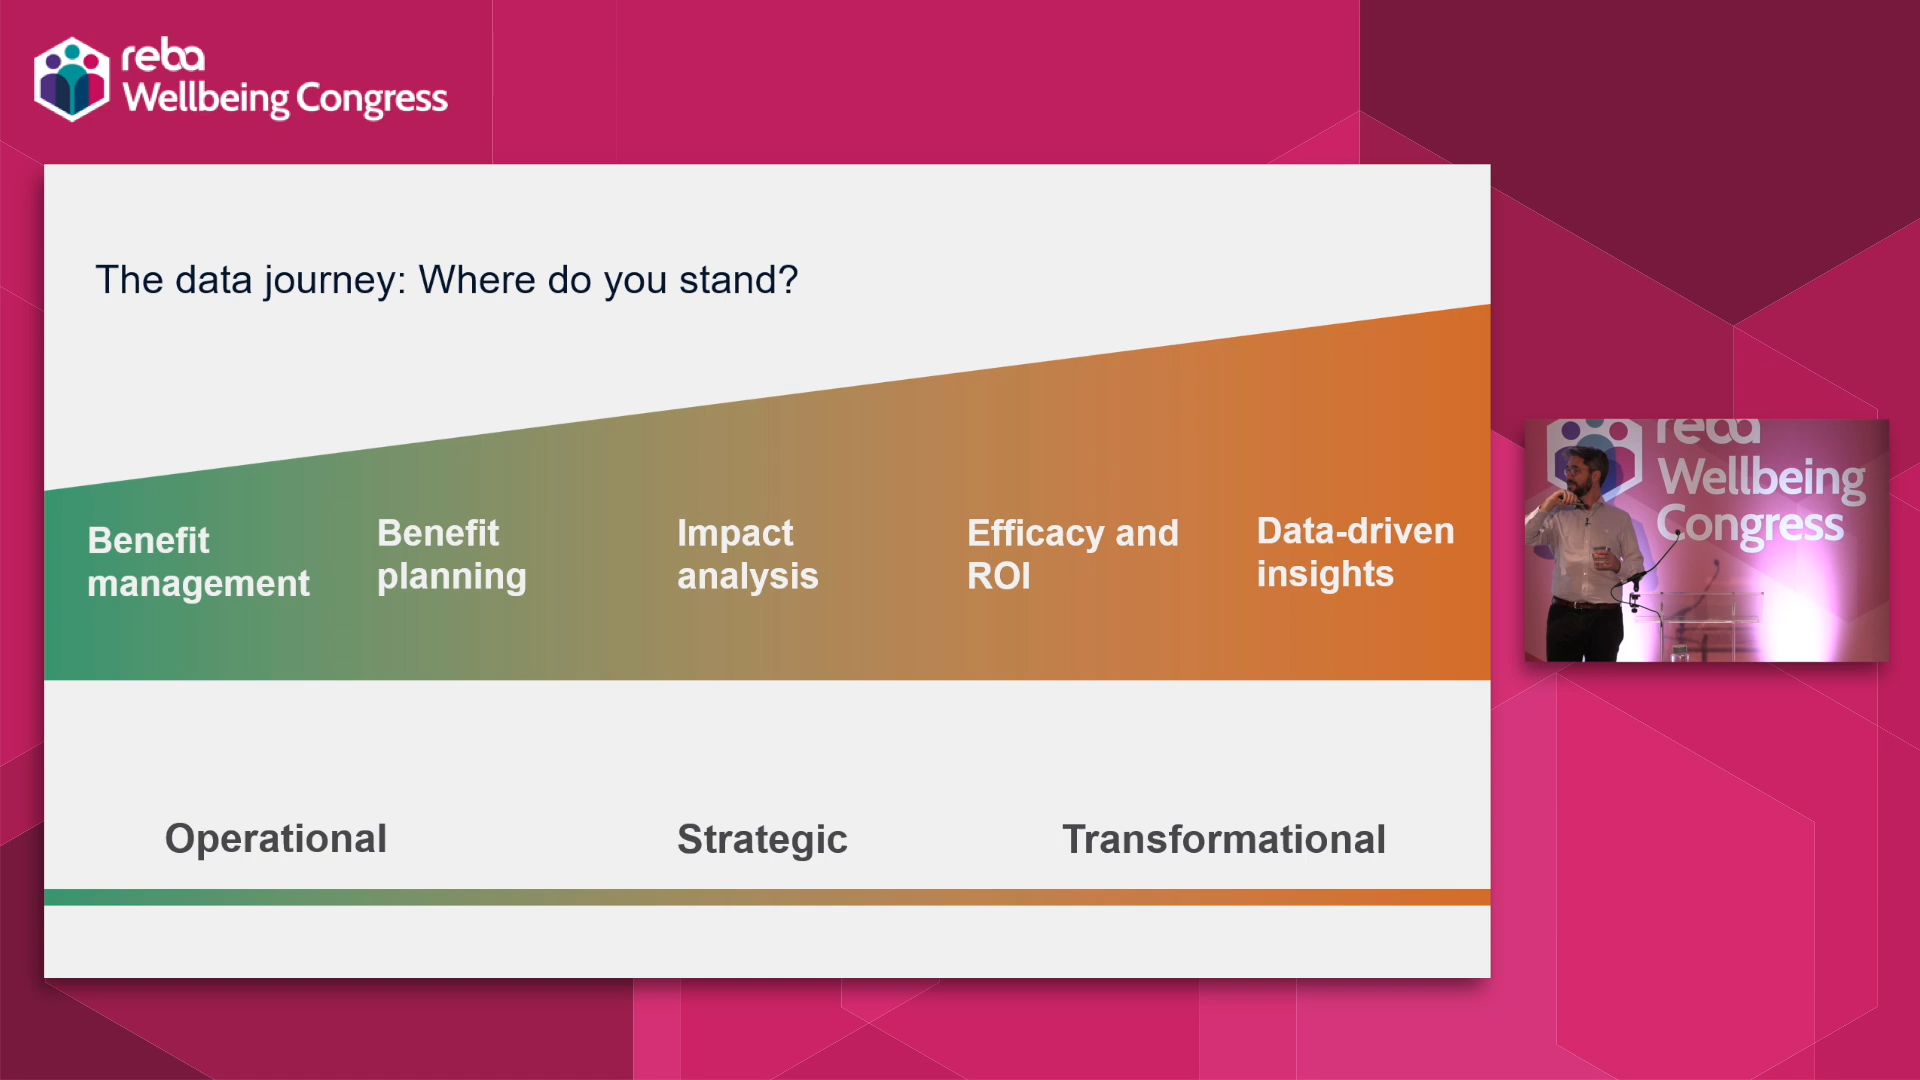 reba
Wellbeing Congress
The data journey: Where do you stand?
Benefit
management
Benefit
planning
Impact
analysis
Efficacy and
ROI
Data-driven
insights
Operational
Strategic
Transformational
reba
Wellbeing
Congress